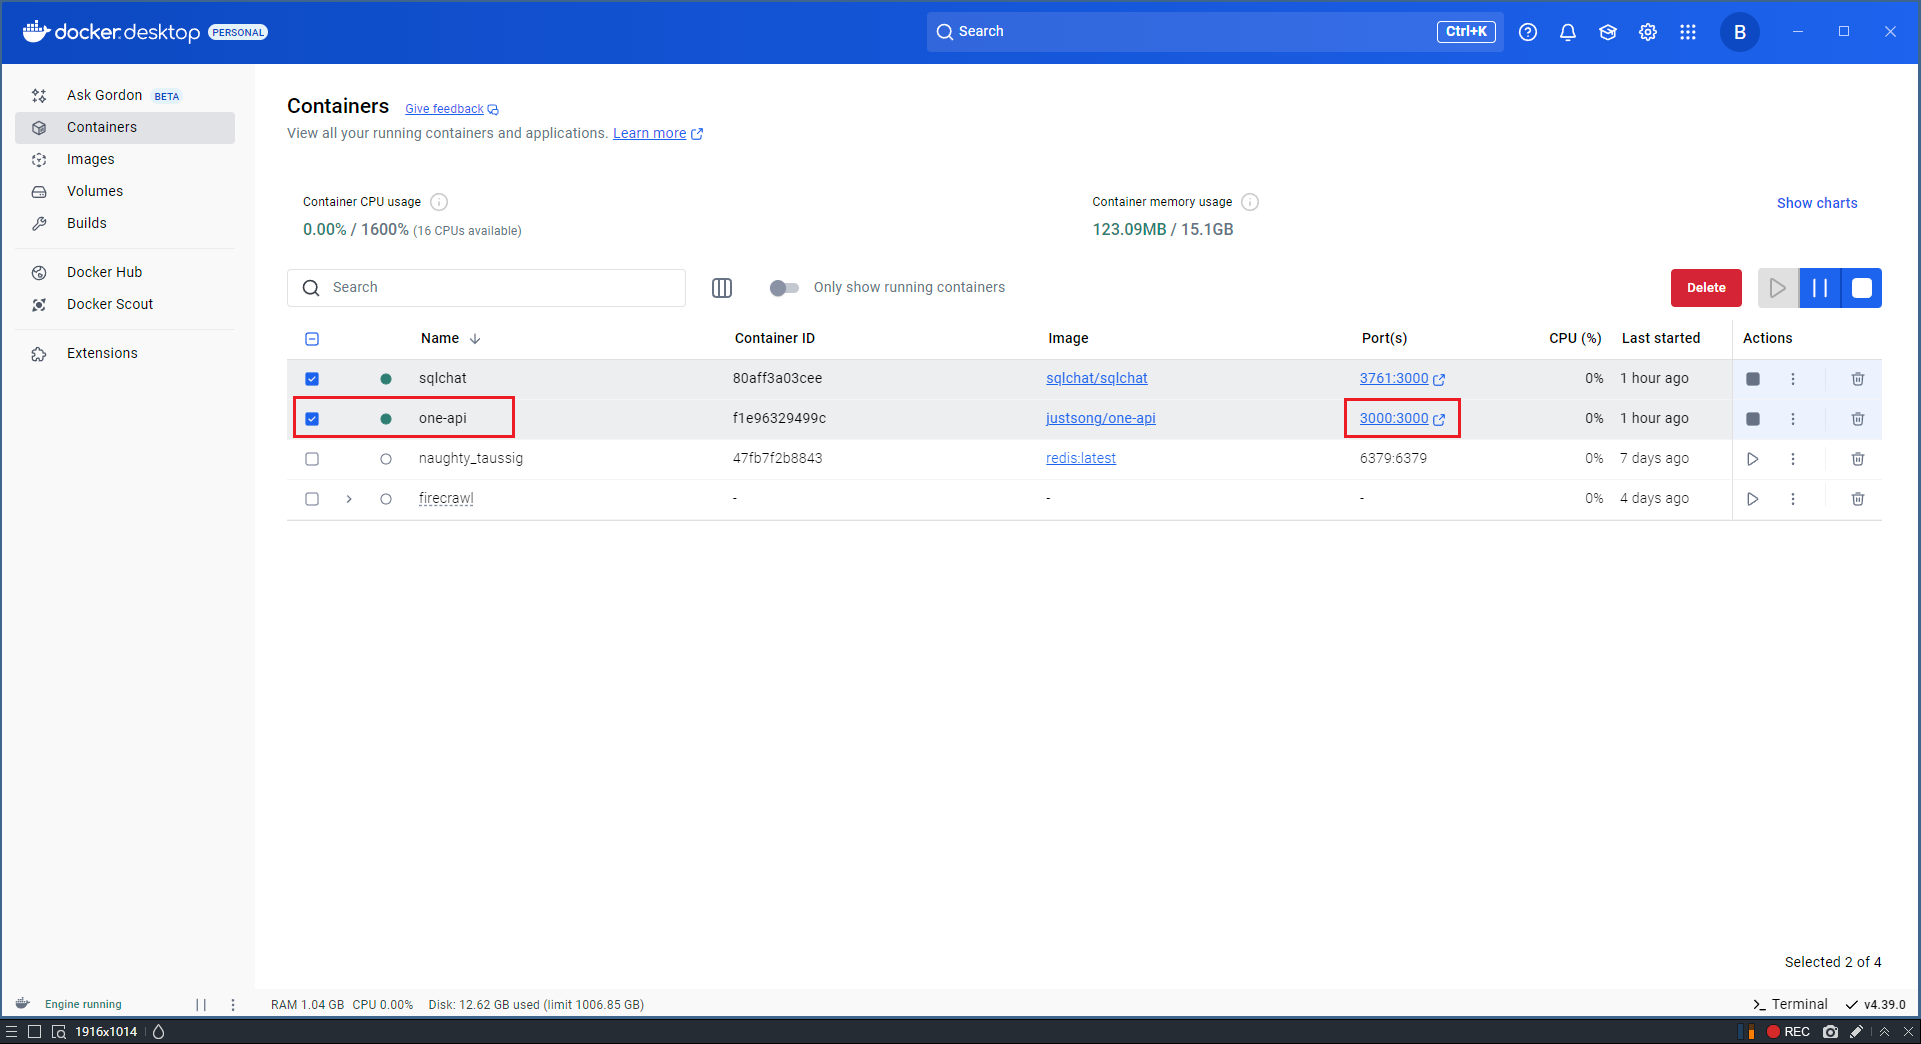 docker.desktop PERSONAL
Search Ctrl+K
B
Ask Gordon BETA
Containers
Images
Volumes
Builds
Docker Hub
Docker Scout
Extensions
Containers Give feedback
View all your running containers and applications. Learn more
Container CPU usage
0.00% / 1600% (16 CPUs available)
Container memory usage
123.09MB / 15.1GB
Show charts
Search
Only show running containers
Delete
Name Container ID Image Port(s) CPU (%) Last started Actions
sqlchat 80aff3a03cee sqlchat/sqlchat 3761:3000 0% 1 hour ago
one-api f1e96329499c justsong/one-api 3000:3000 0% 1 hour ago
naughty_taussig 47fb7f2b8843 redis:latest 6379:6379 0% 7 days ago
firecrawl - - - 0% 4 days ago
Selected 2 of 4
Engine running
RAM 1.04 GB CPU 0.00% Disk: 12.62 GB used (limit 1006.85 GB)
Terminal v4.39.0
1916x1014
REC